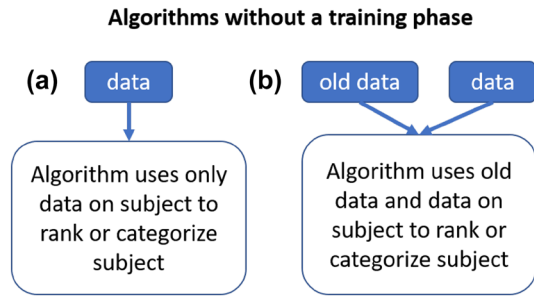 Algorithms without a training phase
(a)
data
Algorithm uses only
data on subject to
rank or categorize
subject
(b)
old data
data
Algorithm uses old
data and data on
subject to rank or
categorize subject